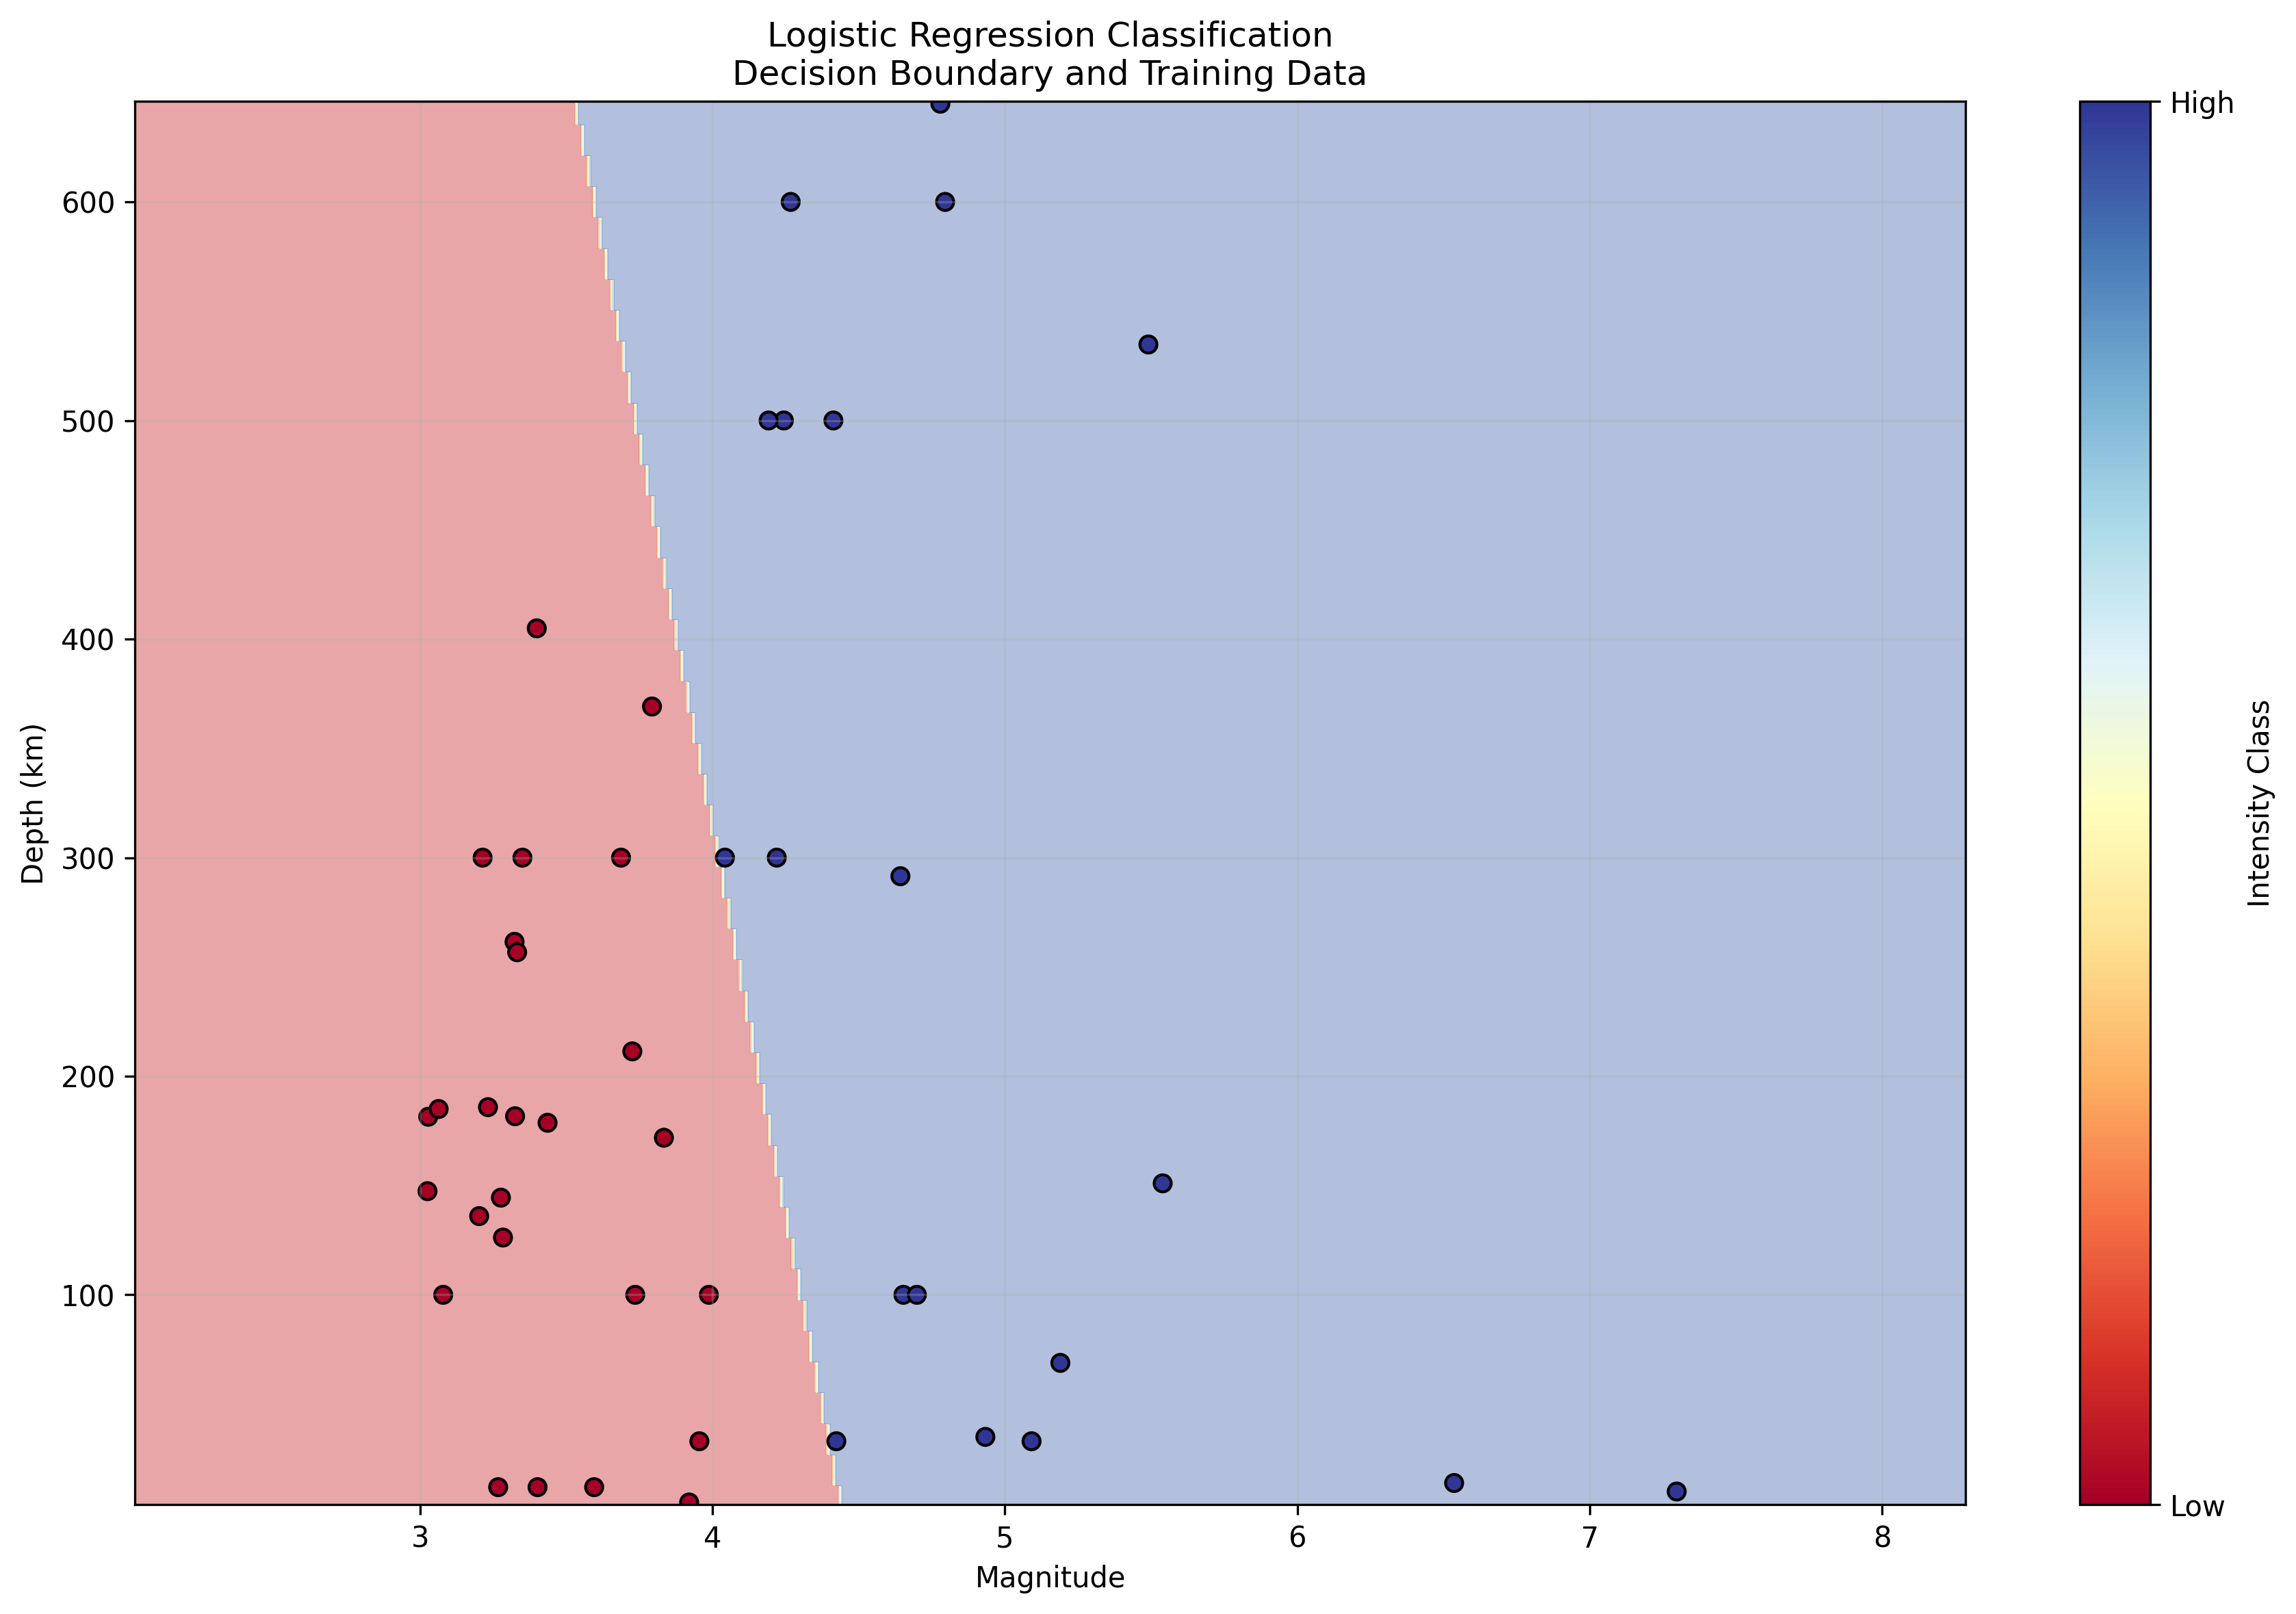 Logistic Regression Classification
Decision Boundary and Training Data
High
600
500
400
300
200
100
Depth (km)
Intensity Class
Low
3 4 5 6 7 8
Magnitude